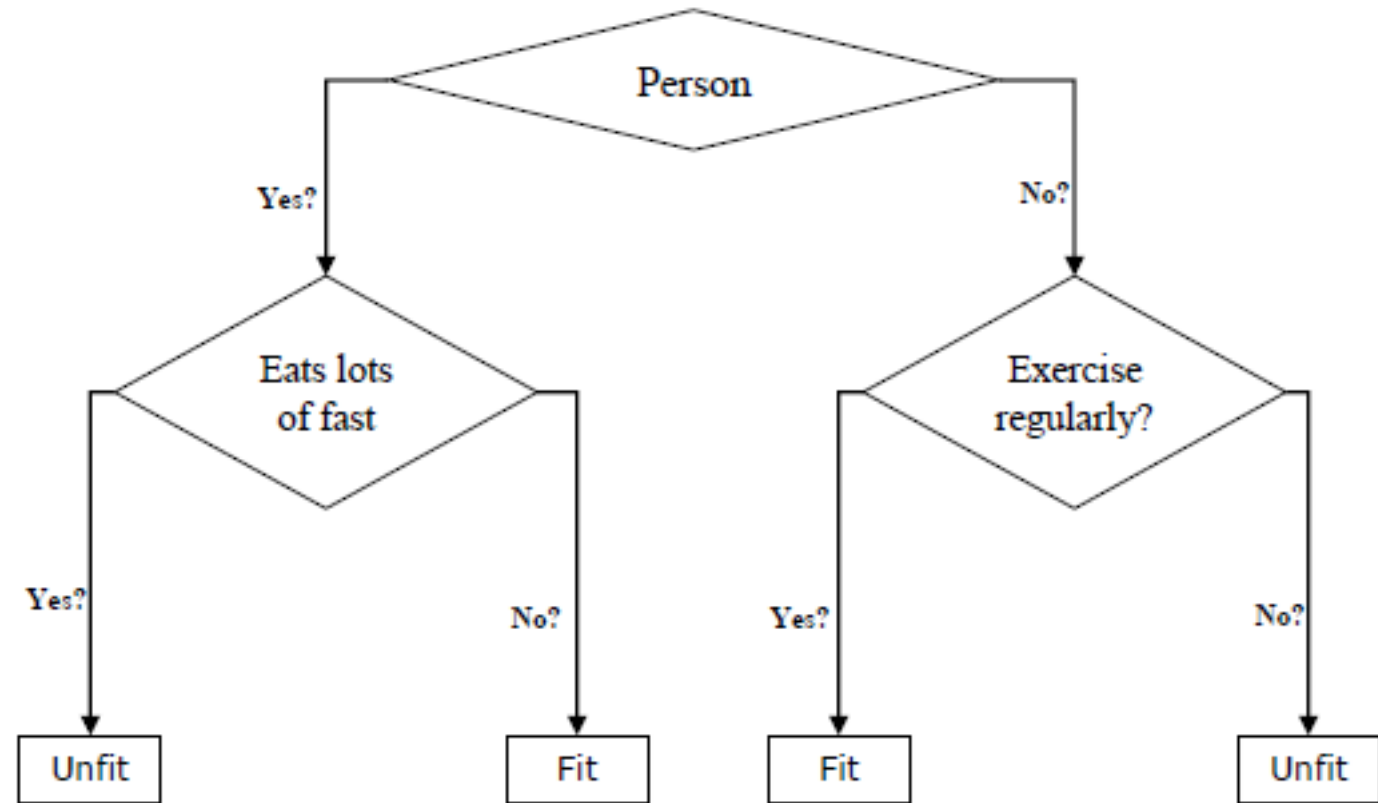 Person
Yes?
No?
Eats lots
of fast
Exercise
regularly?
Yes?
No?
Yes?
No?
Unfit
Fit
Fit
Unfit